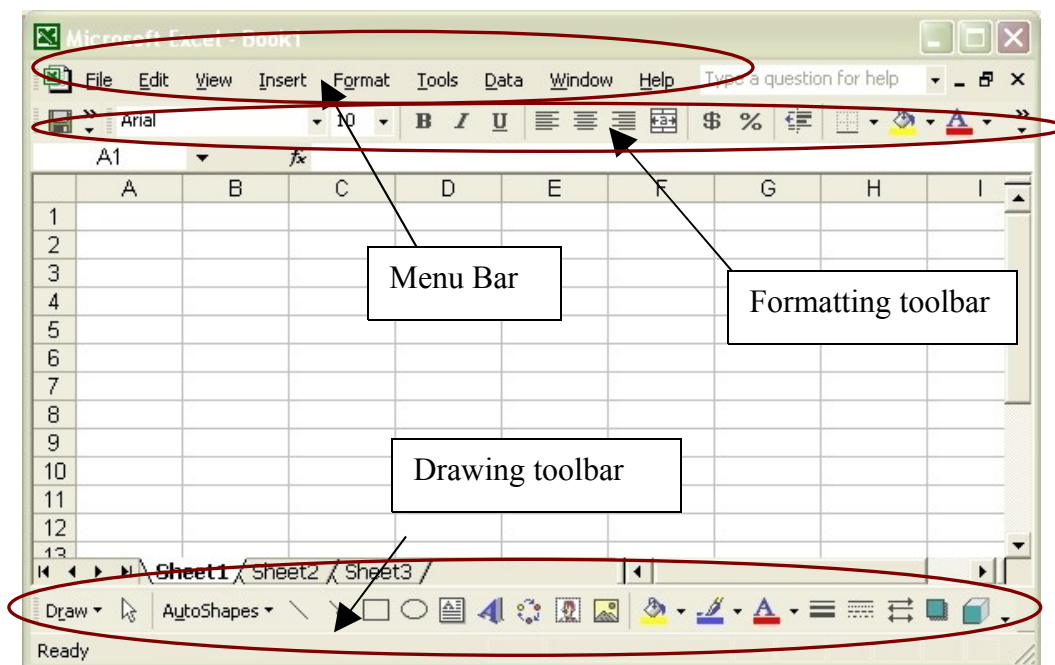 Microsoft Excel - Book1
File Edit View Insert Format Tools Data Window Help Type a question for help
Arial 10 B I U $ %
A1 fx
A B C D E F G H I
1
2
3
Menu Bar
Formatting toolbar
4
5
6
7
8
9
Drawing toolbar
10
11
12
13
Sheet1 Sheet2 Sheet3
Draw AutoShapes
Ready